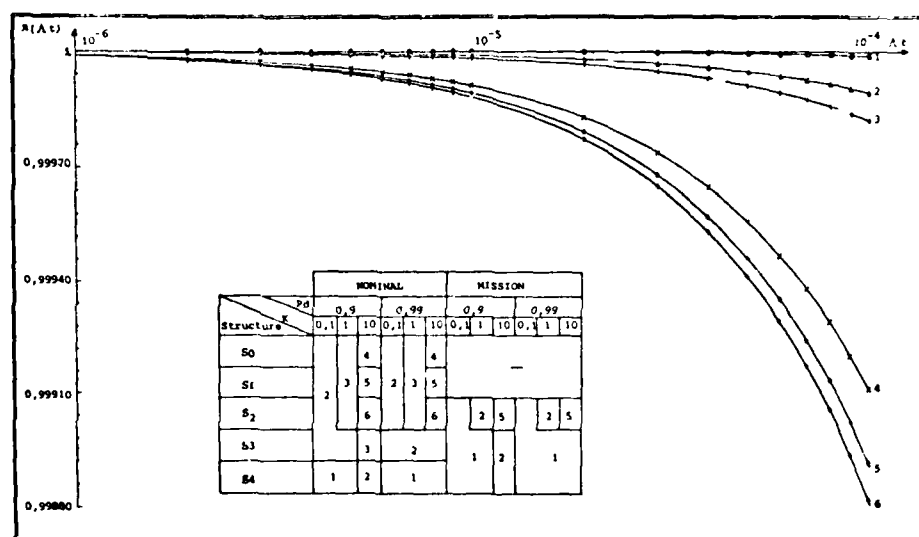 R(Λt)
10^-6 10^-5 10^-4 Λt
1
1
2
3
0,99970
0,99940
0,99910
0,99880
4
5
6
NOMINAL MISSION
Pd 0,9 0,99 0,9 0,99
K
Structure 0,1 1 10 0,1 1 10 0,1 1 10 0,1 1 10
S0 4 4
S1 2 3 5 2 3 5 —
S2 6 6 2 5 2 5
S3 3 2 1 2 1
S4 1 2 1